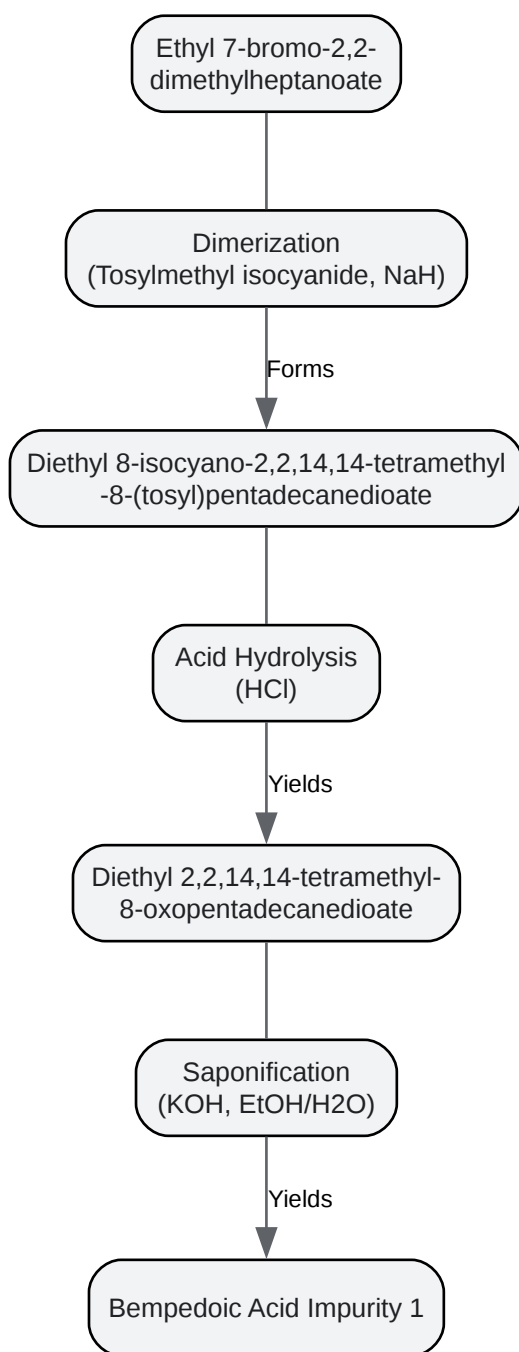 Ethyl 7-bromo-2,2-
dimethylheptanoate
Dimerization
(Tosylmethyl isocyanide, NaH)
Forms
Diethyl 8-isocyano-2,2,14,14-tetramethyl
-8-(tosyl)pentadecanedioate
Acid Hydrolysis
(HCl)
Yields
Diethyl 2,2,14,14-tetramethyl-
8-oxopentadecanedioate
Saponification
(KOH, EtOH/H2O)
Yields
Bempedoic Acid Impurity 1